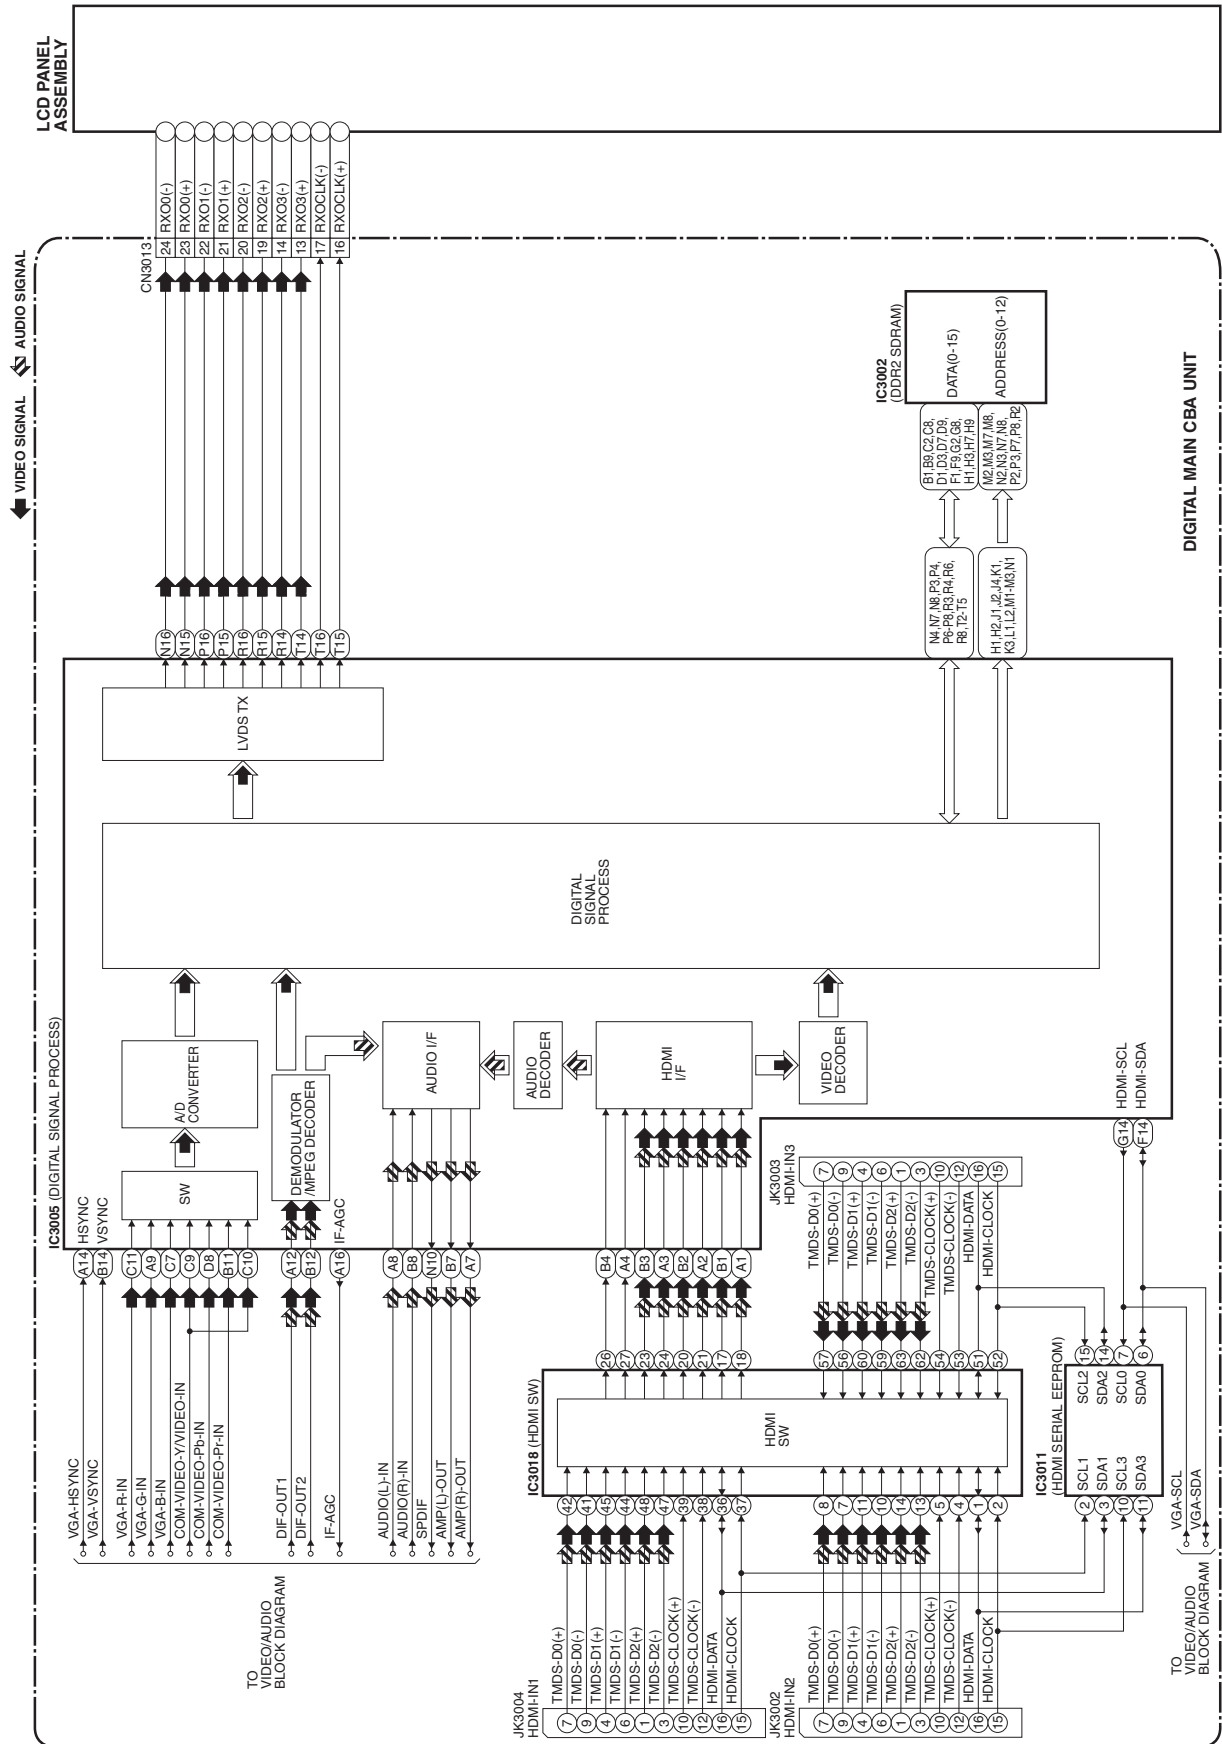 VIDEO SIGNAL
AUDIO SIGNAL
LCD PANEL
ASSEMBLY
CN3013
24 RXO0(-)
23 RXO0(+)
22 RXO1(-)
21 RXO1(+)
20 RXO2(-)
19 RXO2(+)
14 RXO3(-)
13 RXO3(+)
17 RXOCLK(-)
16 RXOCLK(+)
N16
N15
P16
P15
R16
R15
R14
T14
T16
T15
LVDS TX
IC3002
(DDR2 SDRAM)
DATA(0-15)
ADDRESS(0-12)
B1,B9,C2,C8,
D1,D3,D7,D9,
F1,F9,G2,G8,
H1,H3,H7,H9
M2,M3,M7,M8,
N2,N3,N7,N8,
P2,P3,P7,P8,R2
N4,N7,N8,P3,P4,
P6-P8,R3,R4,R6,
R8,T2-T5
H1,H2,J1,J2,J4,K1,
K3,L1,L2,M1-M3,N1
DIGITAL MAIN CBA UNIT
IC3005 (DIGITAL SIGNAL PROCESS)
DIGITAL
SIGNAL
PROCESS
A/D
CONVERTER
SW
DEMODULATOR
/MPEG DECODER
AUDIO I/F
AUDIO
DECODER
HDMI
I/F
VIDEO
DECODER
A14 HSYNC
B14 VSYNC
C11
A9
C7
C9
D8
B11
C10
A12
B12
A16 IF-AGC
A8
B8
N10
B7
A7
B4
A4
B3
A3
B2
A2
B1
A1
G14 HDMI-SCL
F14 HDMI-SDA
VGA-HSYNC
VGA-VSYNC
VGA-R-IN
VGA-G-IN
VGA-B-IN
COM-VIDEO-Y/VIDEO-IN
COM-VIDEO-Pb-IN
COM-VIDEO-Pr-IN
DIF-OUT1
DIF-OUT2
IF-AGC
AUDIO(L)-IN
AUDIO(R)-IN
SPDIF
AMP(L)-OUT
AMP(R)-OUT
TO
VIDEO/AUDIO
BLOCK DIAGRAM
IC3018 (HDMI SW)
HDMI
SW
26
27
23
24
20
21
17
18
57
56
60
59
63
62
54
53
51
52
42
41
45
44
48
47
39
38
36
37
8
7
11
10
14
13
5
4
1
2
JK3003
HDMI-IN3
TMDS-D0(+) 7
TMDS-D0(-) 9
TMDS-D1(+) 4
TMDS-D1(-) 6
TMDS-D2(+) 1
TMDS-D2(-) 3
TMDS-CLOCK(+) 10
TMDS-CLOCK(-) 12
HDMI-DATA 16
HDMI-CLOCK 15
JK3004
HDMI-IN1
7 TMDS-D0(+)
9 TMDS-D0(-)
4 TMDS-D1(+)
6 TMDS-D1(-)
1 TMDS-D2(+)
3 TMDS-D2(-)
10 TMDS-CLOCK(+)
12 TMDS-CLOCK(-)
16 HDMI-DATA
15 HDMI-CLOCK
JK3002
HDMI-IN2
7 TMDS-D0(+)
9 TMDS-D0(-)
4 TMDS-D1(+)
6 TMDS-D1(-)
1 TMDS-D2(+)
3 TMDS-D2(-)
10 TMDS-CLOCK(+)
12 TMDS-CLOCK(-)
16 HDMI-DATA
15 HDMI-CLOCK
IC3011
(HDMI SERIAL EEPROM)
SCL2 15
SDA2 14
SCL0 7
SDA0 6
2 SCL1
3 SDA1
10 SCL3
11 SDA3
VGA-SCL
VGA-SDA
TO
VIDEO/AUDIO
BLOCK DIAGRAM